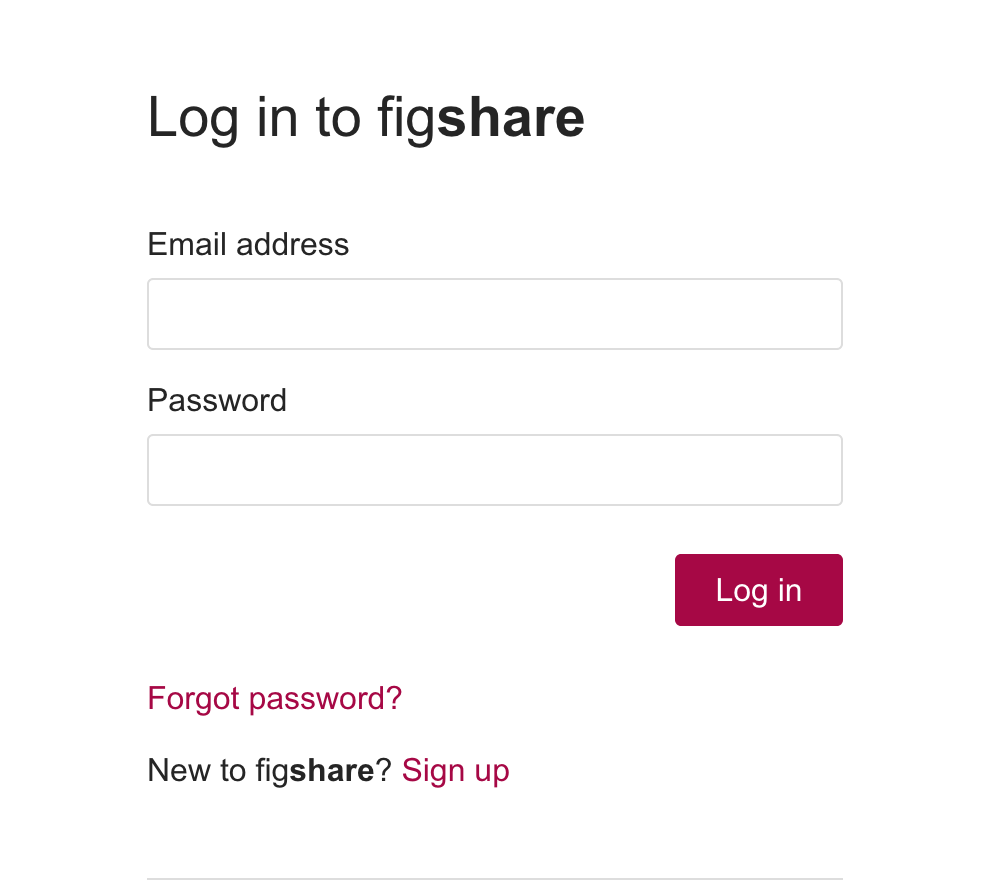 Log in to figshare
Email address
Password
Log in
Forgot password?
New to figshare? Sign up